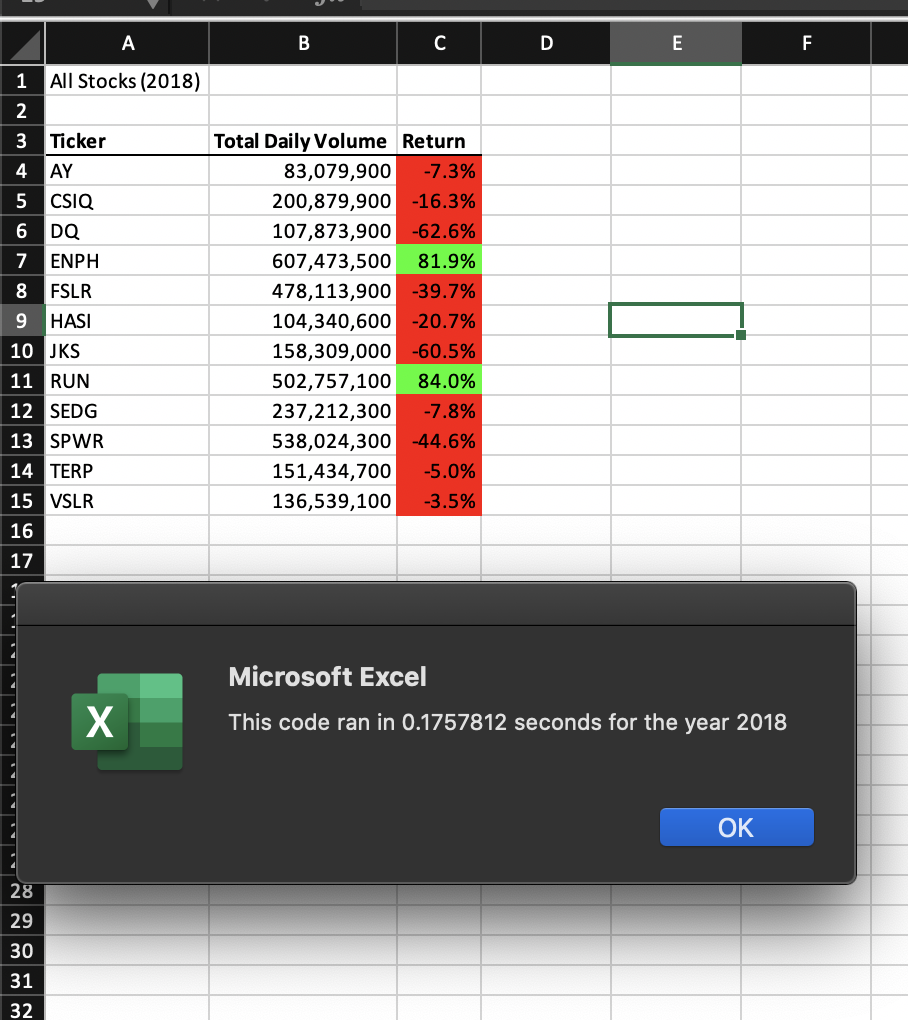 A B C D E F
1 All Stocks (2018)
2
3 Ticker Total Daily Volume Return
4 AY 83,079,900 -7.3%
5 CSIQ 200,879,900 -16.3%
6 DQ 107,873,900 -62.6%
7 ENPH 607,473,500 81.9%
8 FSLR 478,113,900 -39.7%
9 HASI 104,340,600 -20.7%
10 JKS 158,309,000 -60.5%
11 RUN 502,757,100 84.0%
12 SEDG 237,212,300 -7.8%
13 SPWR 538,024,300 -44.6%
14 TERP 151,434,700 -5.0%
15 VSLR 136,539,100 -3.5%
16
17
Microsoft Excel
X
This code ran in 0.1757812 seconds for the year 2018
OK
28
29
30
31
32